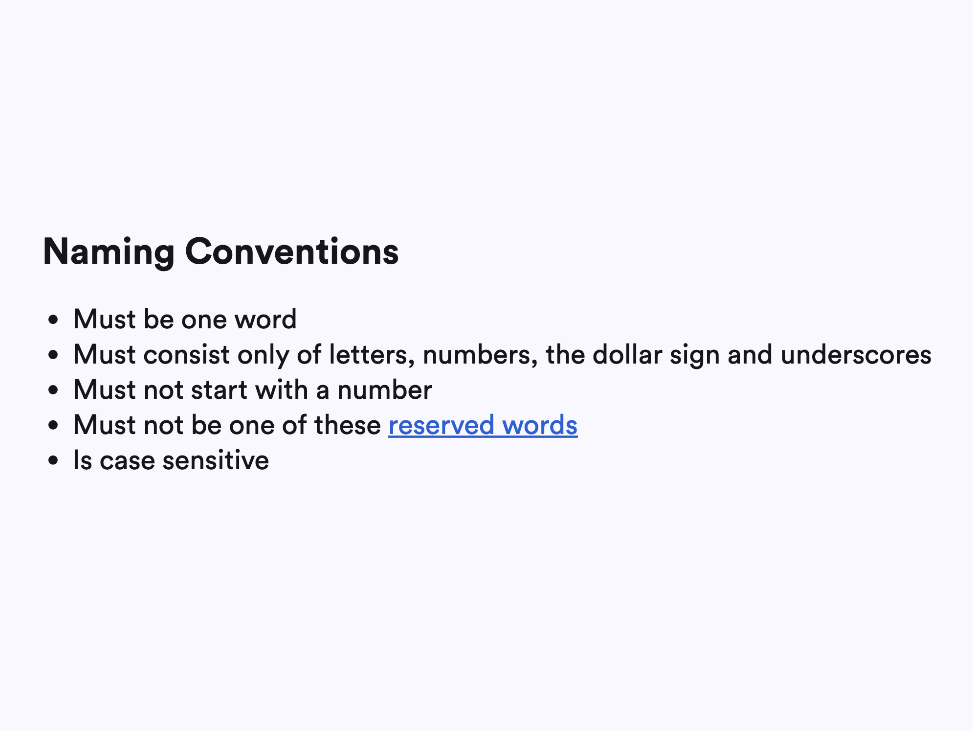 Naming Conventions
• Must be one word
• Must consist only of letters, numbers, the dollar sign and underscores
• Must not start with a number
• Must not be one of these reserved words
• Is case sensitive